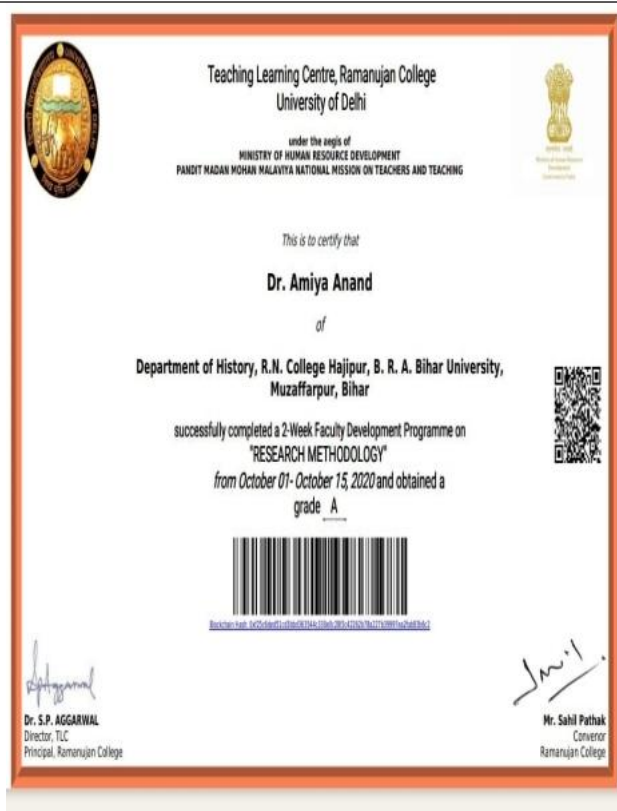 Teaching Learning Centre, Ramanujan College
University of Delhi
under the aegis of
MINISTRY OF HUMAN RESOURCE DEVELOPMENT
PANDIT MADAN MOHAN MALAVIYA NATIONAL MISSION ON TEACHERS AND TEACHING
This is to certify that
Dr. Amiya Anand
of
Department of History, R.N. College Hajipur, B. R. A. Bihar University,
Muzaffarpur, Bihar
successfully completed a 2-Week Faculty Development Programme on
"RESEARCH METHODOLOGY"
from October 01- October 15, 2020 and obtained a
grade A
Blockchain Hash:
Dr. S.P. AGGARWAL
Director, TLC
Principal, Ramanujan College
Mr. Sahil Pathak
Convenor
Ramanujan College